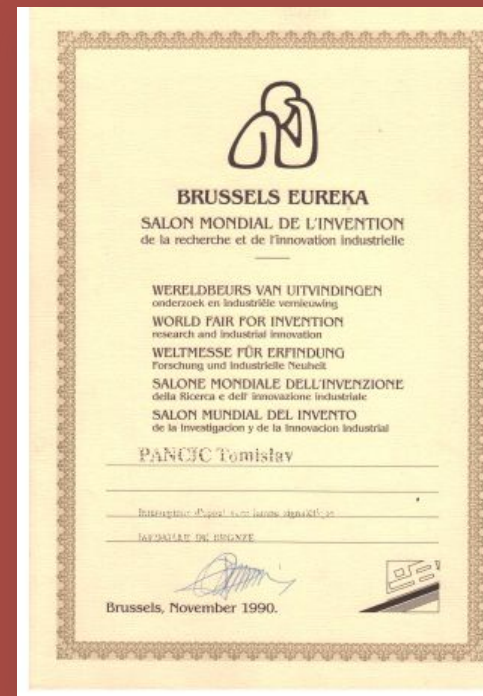 BRUSSELS EUREKA
SALON MONDIAL DE L'INVENTION
de la recherche et de l'innovation industrielle
WERELDBEURS VAN UITVINDINGEN
onderzoek en industriële vernieuwing
WORLD FAIR FOR INVENTION
research and industrial innovation
WELTMESSE FÜR ERFINDUNG
Forschung und industrielle Neuheit
SALONE MONDIALE DELL'INVENZIONE
della Ricerca e dell' innovazione industriale
SALON MUNDIAL DEL INVENTO
de la investigacion y de la Innovacion industrial
PANCIC Tomislav
MEDAILLE DE BRONZE
Brussels, November 1990.